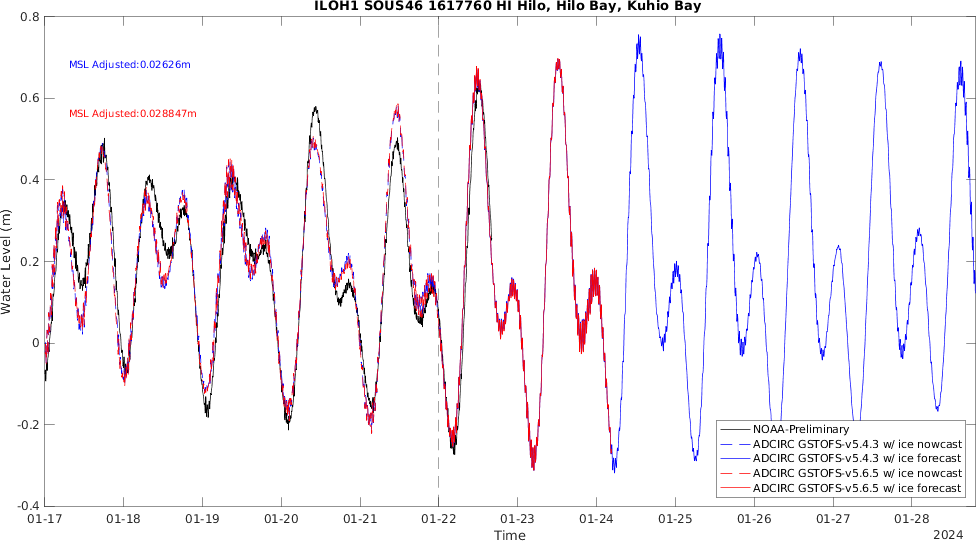 ILOH1 SOUS46 1617760 HI Hilo, Hilo Bay, Kuhio Bay
0.8
MSL Adjusted:0.02626m
0.6
MSL Adjusted:0.028847m
0.4
Water Level (m)
0.2
0
-0.2
NOAA-Preliminary
ADCIRC GSTOFS-v5.4.3 w/ ice nowcast
ADCIRC GSTOFS-v5.4.3 w/ ice forecast
ADCIRC GSTOFS-v5.6.5 w/ ice nowcast
ADCIRC GSTOFS-v5.6.5 w/ ice forecast
-0.4
01-17 01-18 01-19 01-20 01-21 01-22 01-23 01-24 01-25 01-26 01-27 01-28
Time
2024